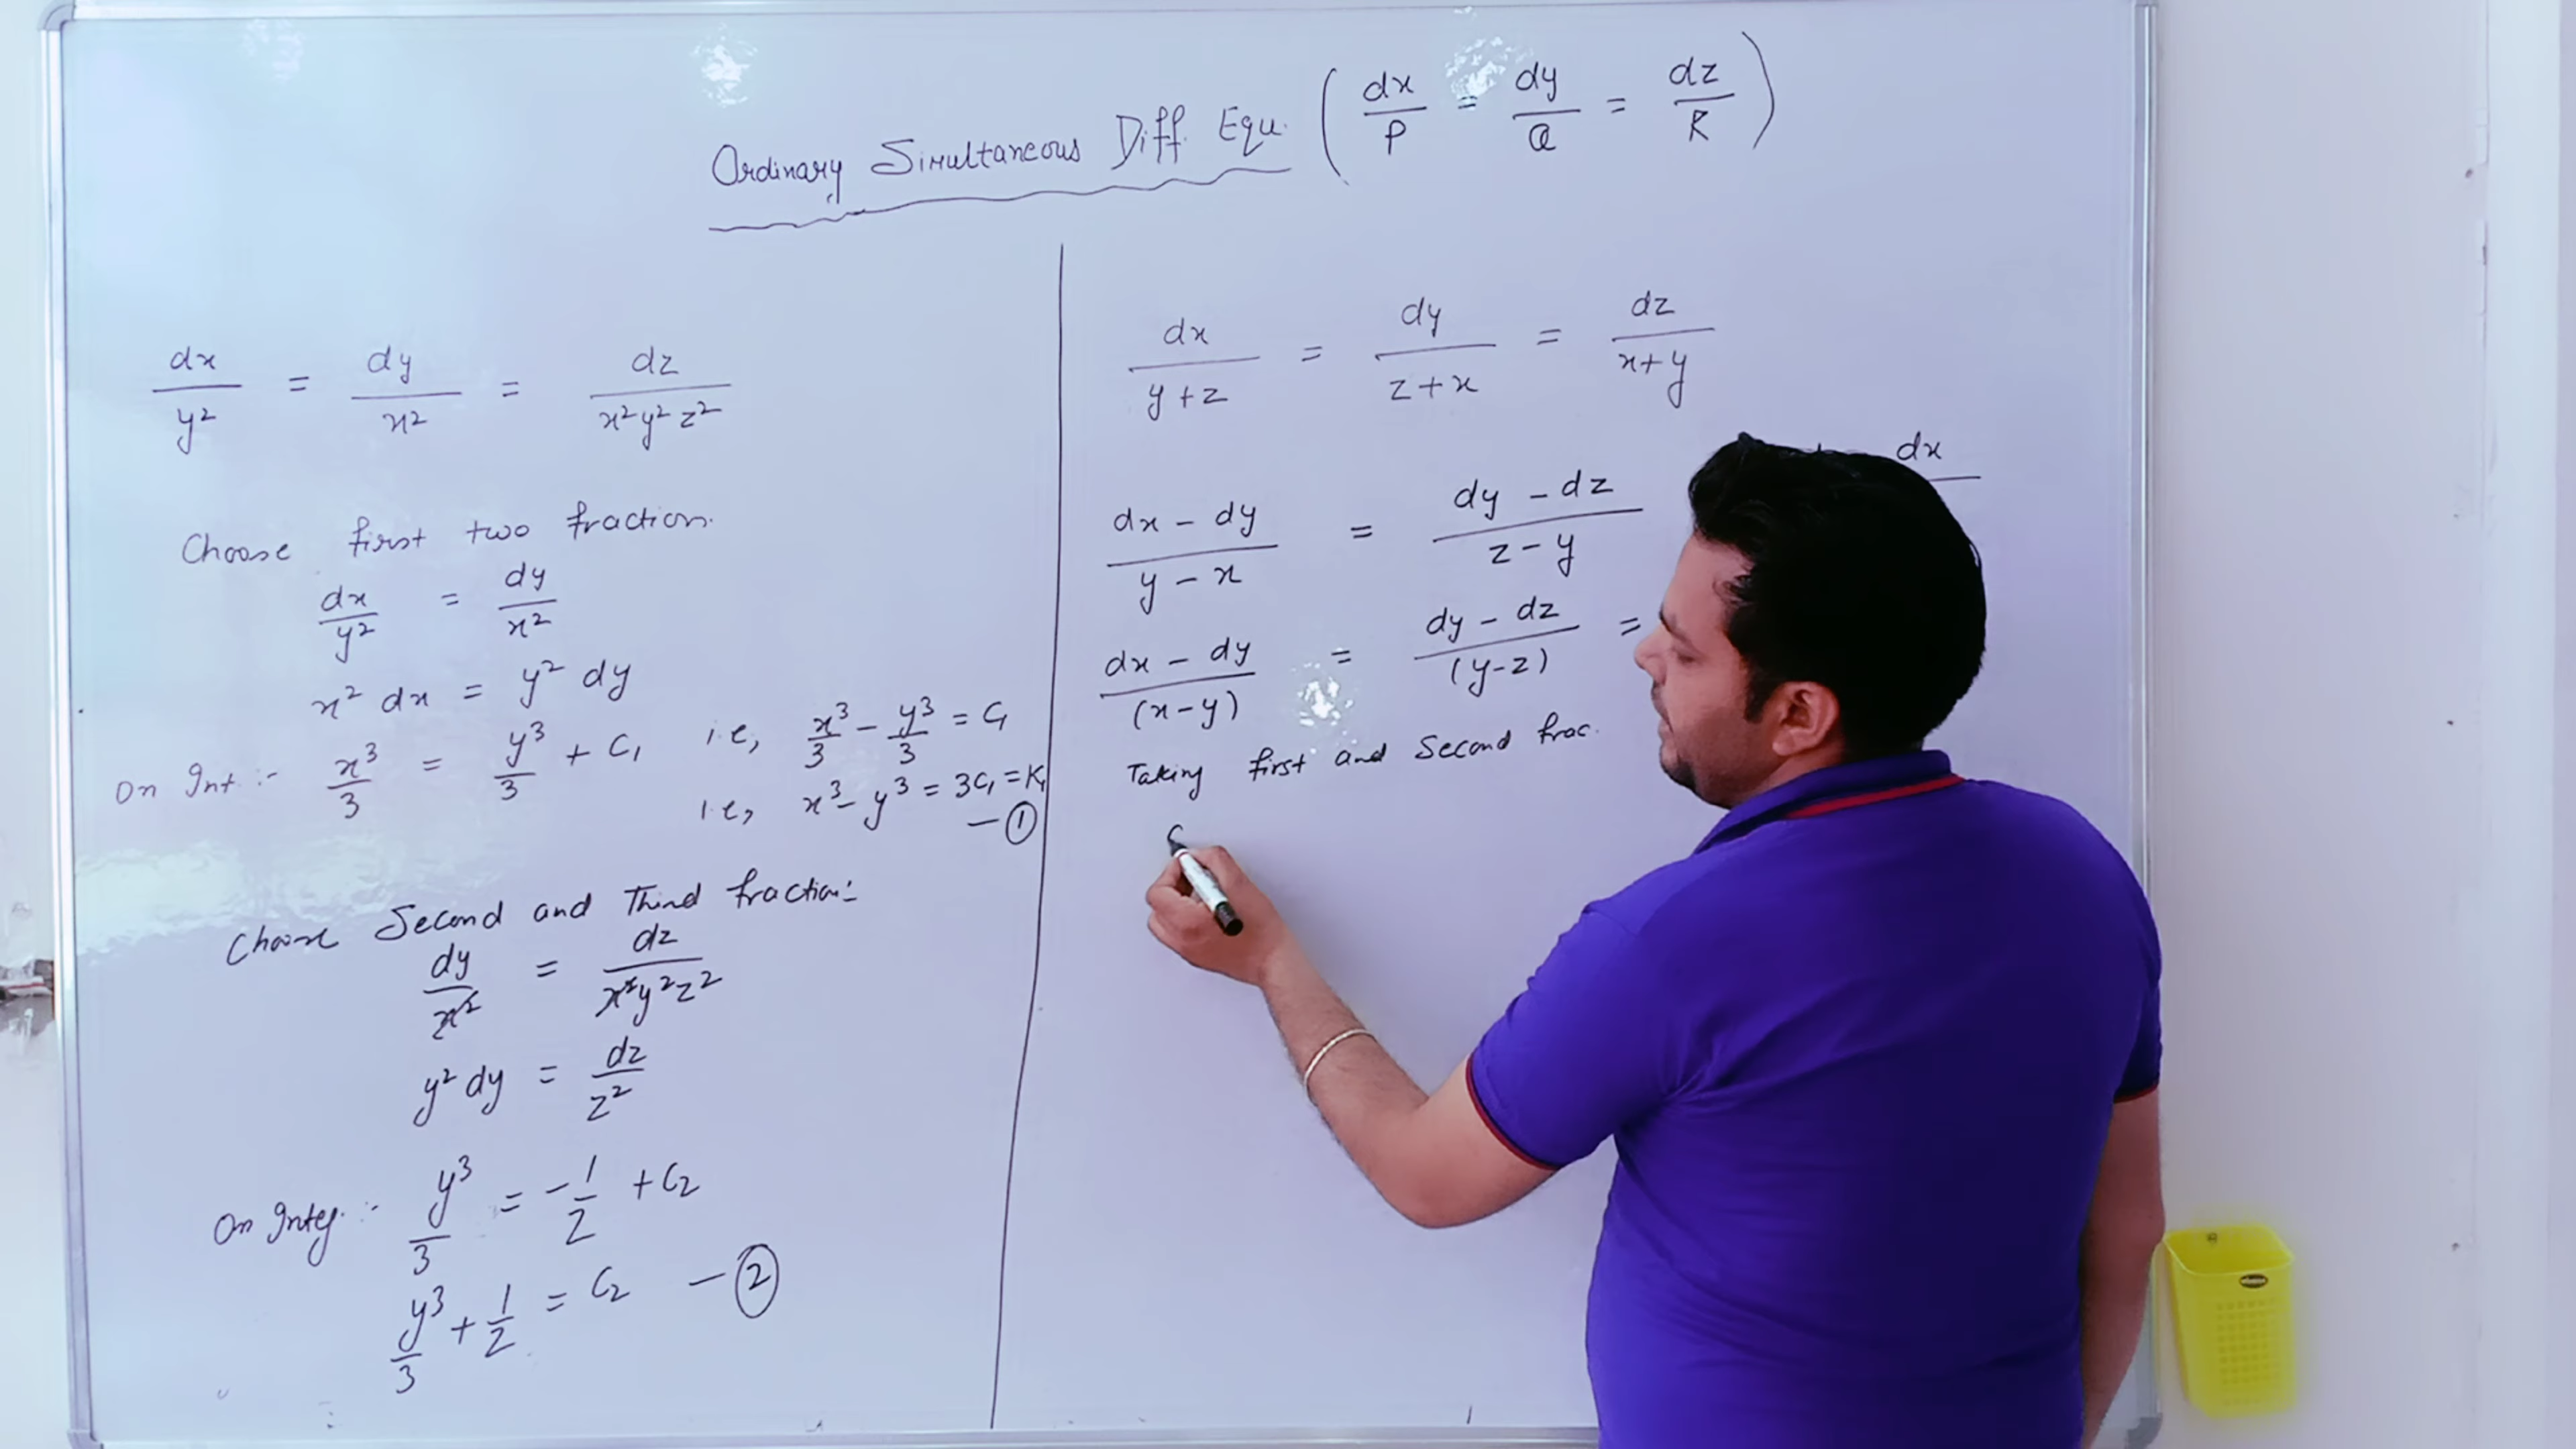 Ordinary Simultaneous Diff. Equ. ( dx/P = dy/Q = dz/R )
dx/y² = dy/x² = dz/x²y²z²
Choose first two fraction.
dx/y² = dy/x²
x² dx = y² dy
On Int. :- x³/3 = y³/3 + C₁ i.e, x³/3 - y³/3 = C₁
i.e, x³ - y³ = 3C₁ = K₁ - ①
Choose Second and Third fraction:-
dy/x² = dz/x²y²z²
y² dy = dz/z²
On Integ. :- y³/3 = -1/z + C₂
y³/3 + 1/z = C₂ - ②
dx/y+z = dy/z+x = dz/x+y
dx - dy/y - x = dy - dz/z - y dx
dx - dy/(x-y) = dy - dz/(y-z) =
Taking first and Second frac.